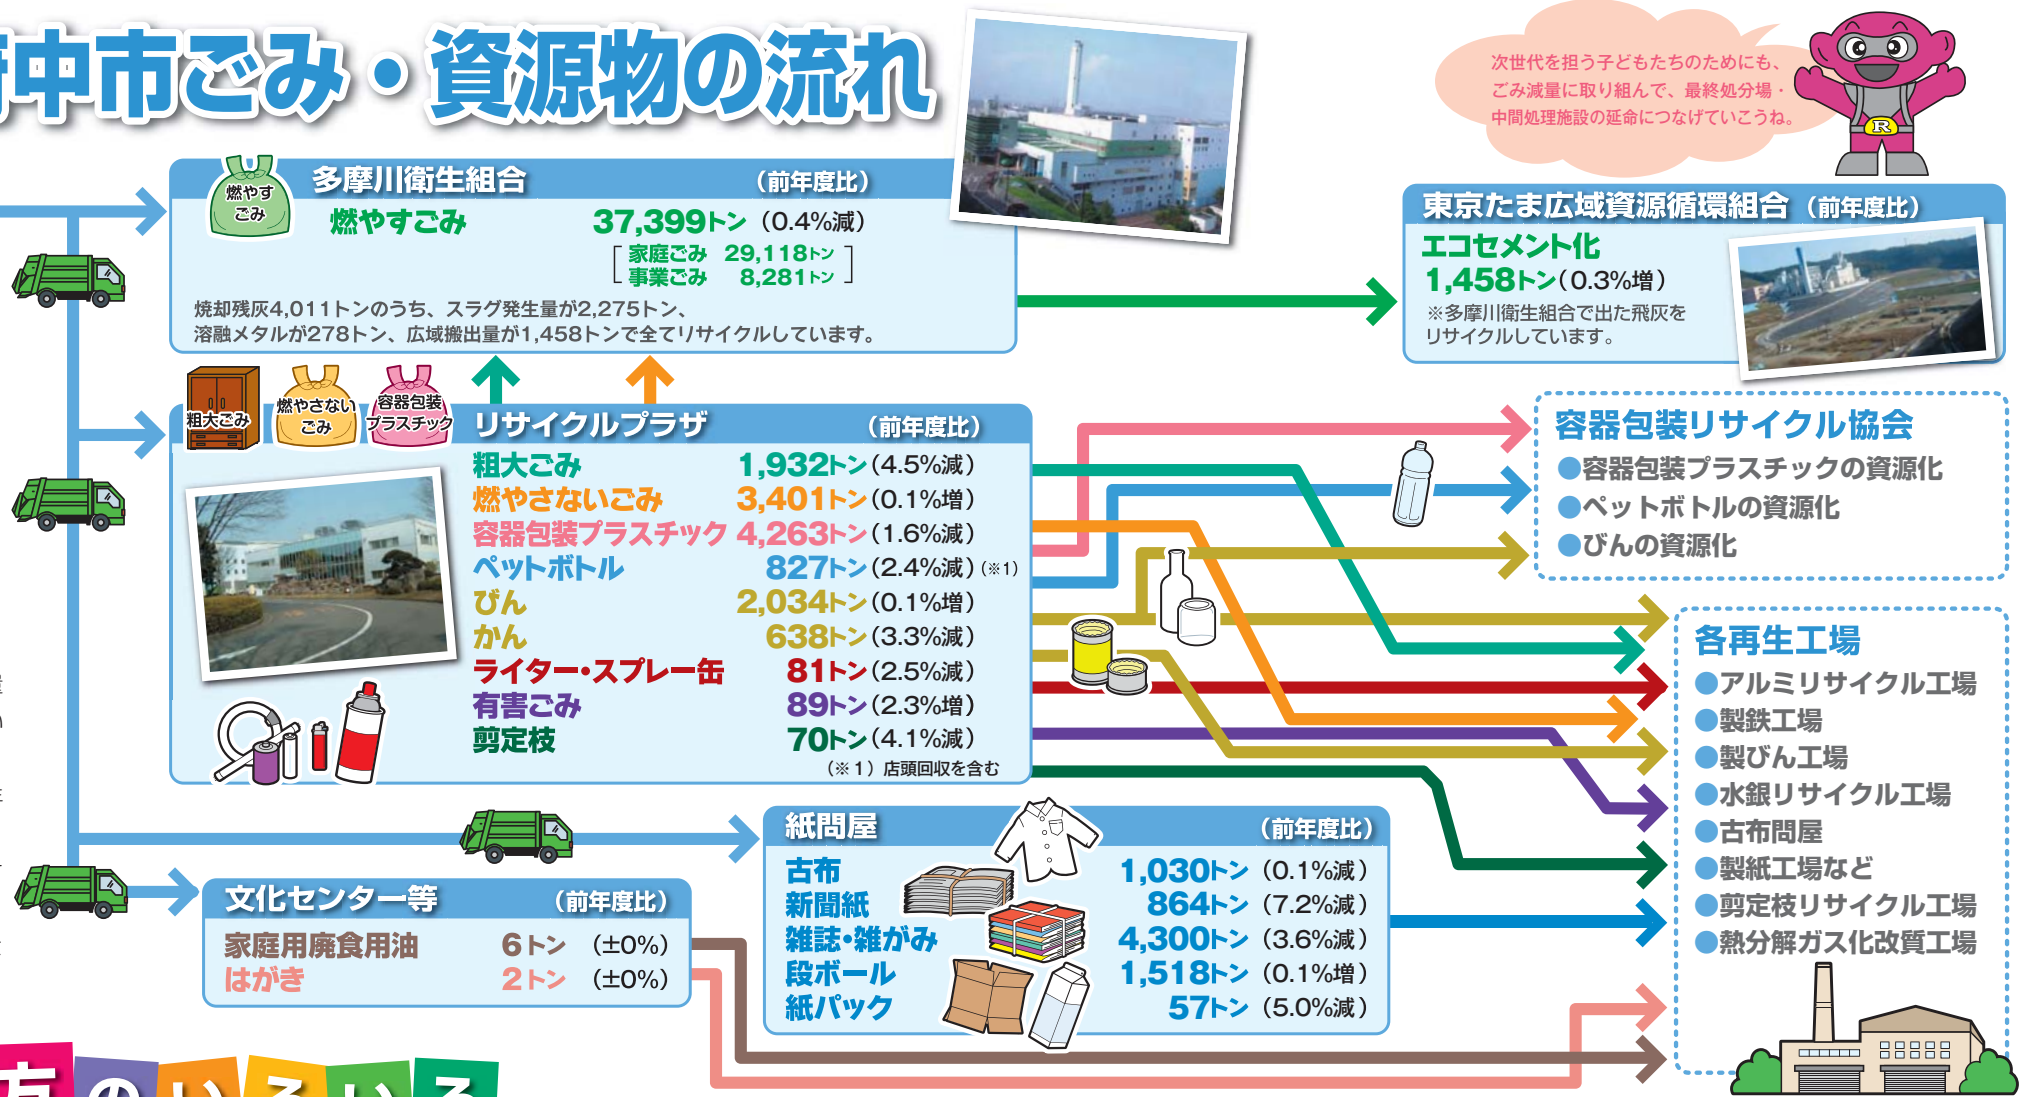 中市ごみ・資源物の流れ
次世代を担う子どもたちのためにも、
ごみ減量に取り組んで、最終処分場・
中間処理施設の延命につなげていこうね。
R
燃やす
ごみ
多摩川衛生組合 (前年度比)
燃やすごみ 37,399トン (0.4%減)
家庭ごみ 29,118トン
事業ごみ 8,281トン
焼却残灰4,011トンのうち、スラグ発生量が2,275トン、
溶融メタルが278トン、広域搬出量が1,458トンで全てリサイクルしています。
東京たま広域資源循環組合 (前年度比)
エコセメント化
1,458トン(0.3%増)
※多摩川衛生組合で出た飛灰を
リサイクルしています。
粗大ごみ
燃やさない
ごみ
容器包装
プラスチック
リサイクルプラザ (前年度比)
粗大ごみ 1,932トン(4.5%減)
燃やさないごみ 3,401トン(0.1%増)
容器包装プラスチック 4,263トン(1.6%減)
ペットボトル 827トン(2.4%減)(※1)
びん 2,034トン(0.1%増)
かん 638トン(3.3%減)
ライター・スプレー缶 81トン(2.5%減)
有害ごみ 89トン(2.3%増)
剪定枝 70トン(4.1%減)
(※1)店頭回収を含む
容器包装リサイクル協会
●容器包装プラスチックの資源化
●ペットボトルの資源化
●びんの資源化
各再生工場
●アルミリサイクル工場
●製鉄工場
●製びん工場
●水銀リサイクル工場
●古布問屋
●製紙工場など
●剪定枝リサイクル工場
●熱分解ガス化改質工場
紙問屋 (前年度比)
古布 1,030トン (0.1%減)
新聞紙 864トン (7.2%減)
雑誌・雑がみ 4,300トン (3.6%減)
段ボール 1,518トン (0.1%増)
紙パック 57トン (5.0%減)
文化センター等 (前年度比)
家庭用廃食用油 6トン (±0%)
はがき 2トン (±0%)
方のいろいろ